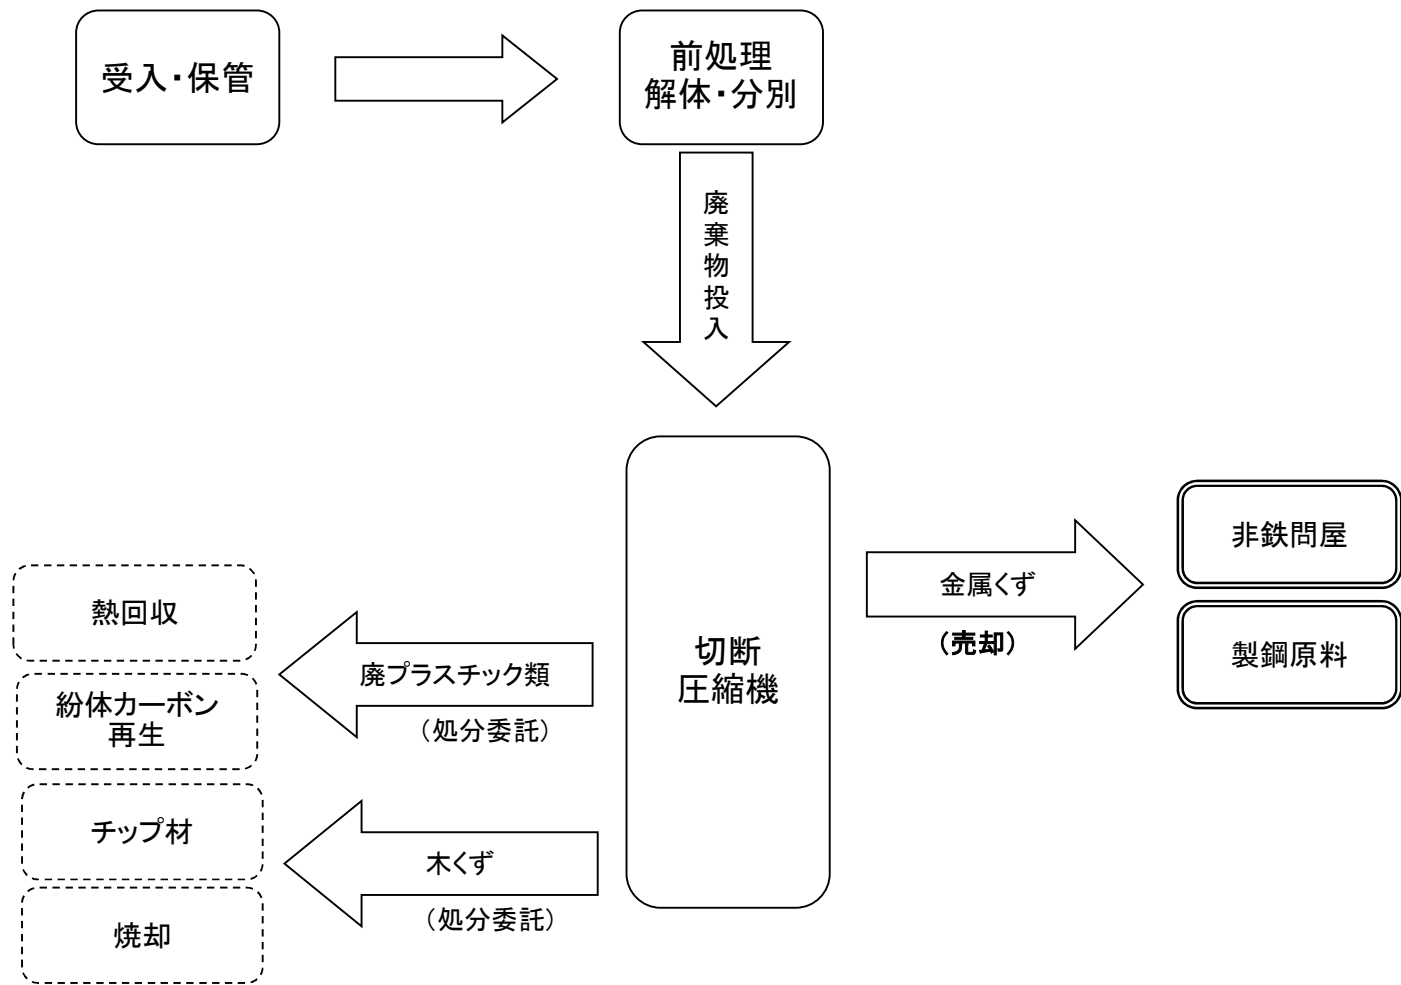 受入・保管
前処理
解体・分別
廃棄物投入
切断
圧縮機
金属くず
(売却)
非鉄問屋
製鋼原料
廃プラスチック類
(処分委託)
熱回収
紛体カーボン
再生
木くず
(処分委託)
チップ材
焼却